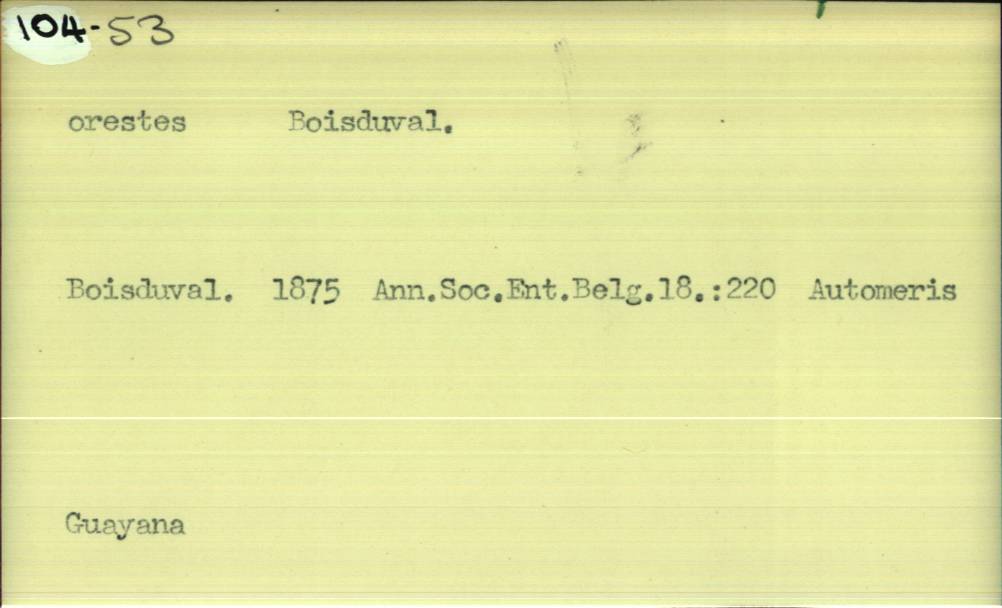 104-53
orestes Boisduval.
Boisduval. 1875 Ann.Soc.Ent.Belg.18.:220 Automeris
Guayana